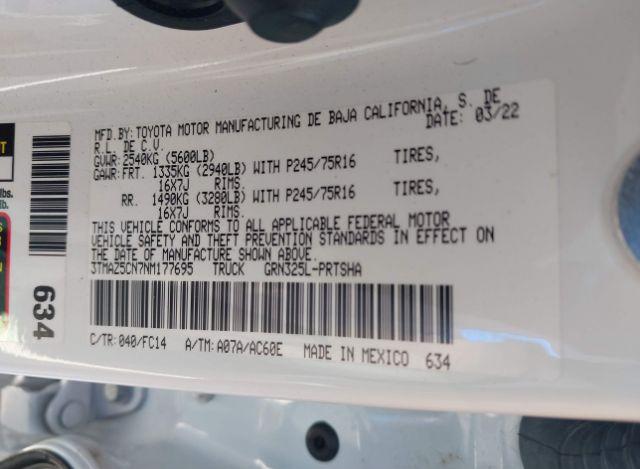 MFD.BY:TOYOTA MOTOR MANUFACTURING DE BAJA CALIFORNIA, S. DE
R.L. DE C.V. DATE: 03/22
GVWR:2540KG (5600LB)
GAWR:FRT. 1335KG (2940LB) WITH P245/75R16 TIRES,
16X7J RIMS.
RR. 1490KG (3280LB) WITH P245/75R16 TIRES,
16X7J RIMS.
THIS VEHICLE CONFORMS TO ALL APPLICABLE FEDERAL MOTOR
VEHICLE SAFETY AND THEFT PREVENTION STANDARDS IN EFFECT ON
THE DATE OF MANUFACTURE SHOWN ABOVE.
3TMAZ5CN7NM177695 TRUCK GRN325L-PRTSHA
C/TR:040/FC14 A/TM:A07A/AC60E MADE IN MEXICO 634
634
lbs.
lb.